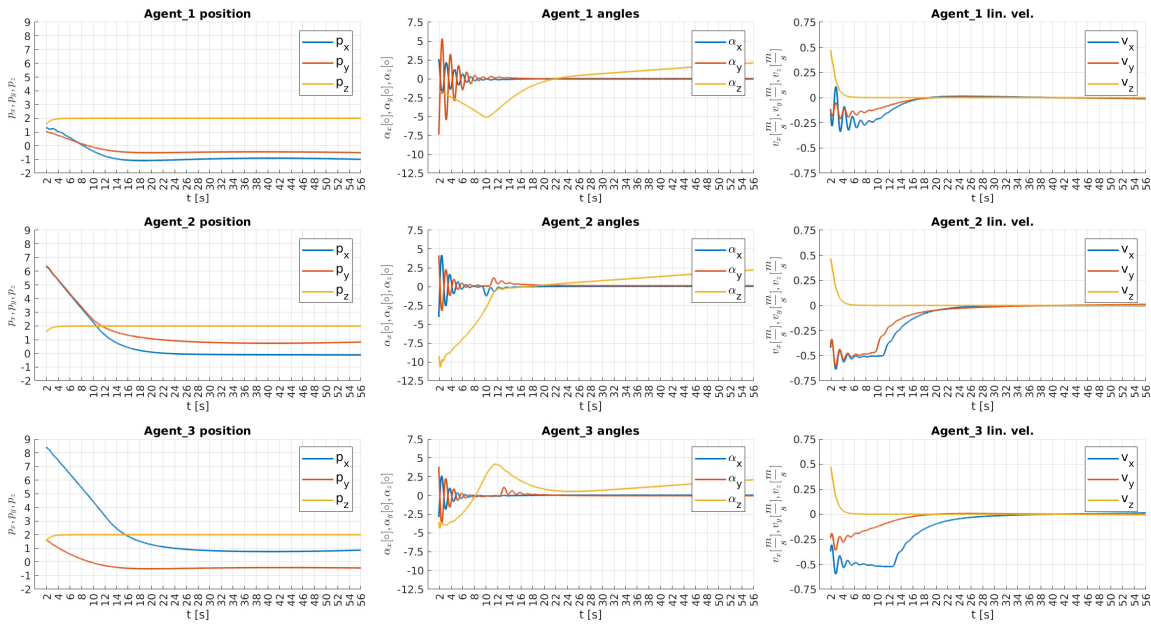 Agent_1 position
Agent_1 angles
Agent_1 lin. vel.
9
8
7
6
5
4
3
2
1
0
-1
-2
p_x, p_y, p_z
p_x
p_y
p_z
2 4 6 8 10 12 14 16 18 20 22 24 26 28 30 32 34 36 38 40 42 44 46 48 50 52 54 56
t [s]
7.5
5
2.5
0
-2.5
-5
-7.5
-10
-12.5
α_x[○], α_y[○], α_z[○]
α_x
α_y
α_z
2 4 6 8 10 12 14 16 18 20 22 24 26 28 30 32 34 36 38 40 42 44 46 48 50 52 54 56
t [s]
0.75
0.5
0.25
0
-0.25
-0.5
-0.75
v_x[m/s], v_y[m/s], v_z[m/s]
v_x
v_y
v_z
2 4 6 8 10 12 14 16 18 20 22 24 26 28 30 32 34 36 38 40 42 44 46 48 50 52 54 56
t [s]
Agent_2 position
Agent_2 angles
Agent_2 lin. vel.
9
8
7
6
5
4
3
2
1
0
-1
-2
p_x, p_y, p_z
p_x
p_y
p_z
2 4 6 8 10 12 14 16 18 20 22 24 26 28 30 32 34 36 38 40 42 44 46 48 50 52 54 56
t [s]
7.5
5
2.5
0
-2.5
-5
-7.5
-10
-12.5
α_x[○], α_y[○], α_z[○]
α_x
α_y
α_z
2 4 6 8 10 12 14 16 18 20 22 24 26 28 30 32 34 36 38 40 42 44 46 48 50 52 54 56
t [s]
0.75
0.5
0.25
0
-0.25
-0.5
-0.75
v_x[m/s], v_y[m/s], v_z[m/s]
v_x
v_y
v_z
2 4 6 8 10 12 14 16 18 20 22 24 26 28 30 32 34 36 38 40 42 44 46 48 50 52 54 56
t [s]
Agent_3 position
Agent_3 angles
Agent_3 lin. vel.
9
8
7
6
5
4
3
2
1
0
-1
-2
p_x, p_y, p_z
p_x
p_y
p_z
2 4 6 8 10 12 14 16 18 20 22 24 26 28 30 32 34 36 38 40 42 44 46 48 50 52 54 56
t [s]
7.5
5
2.5
0
-2.5
-5
-7.5
-10
-12.5
α_x[○], α_y[○], α_z[○]
α_x
α_y
α_z
2 4 6 8 10 12 14 16 18 20 22 24 26 28 30 32 34 36 38 40 42 44 46 48 50 52 54 56
t [s]
0.75
0.5
0.25
0
-0.25
-0.5
-0.75
v_x[m/s], v_y[m/s], v_z[m/s]
v_x
v_y
v_z
2 4 6 8 10 12 14 16 18 20 22 24 26 28 30 32 34 36 38 40 42 44 46 48 50 52 54 56
t [s]